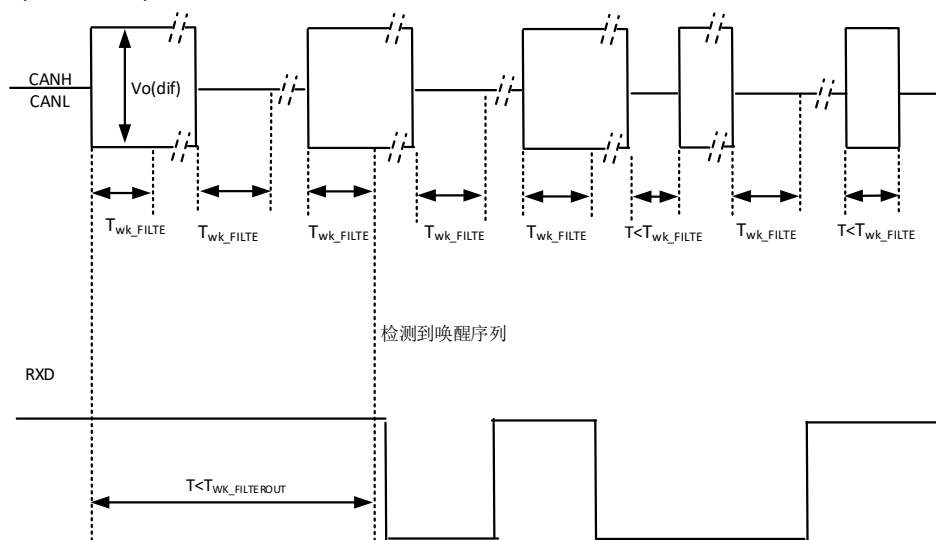 CANH
CANL
Vo(dif)
Twk_FILTE
Twk_FILTE
Twk_FILTE
Twk_FILTE
Twk_FILTE
T<Twk_FILTE
Twk_FILTE
T<Twk_FILTE
检测到唤醒序列
RXD
T<TWK_FILTEROUT